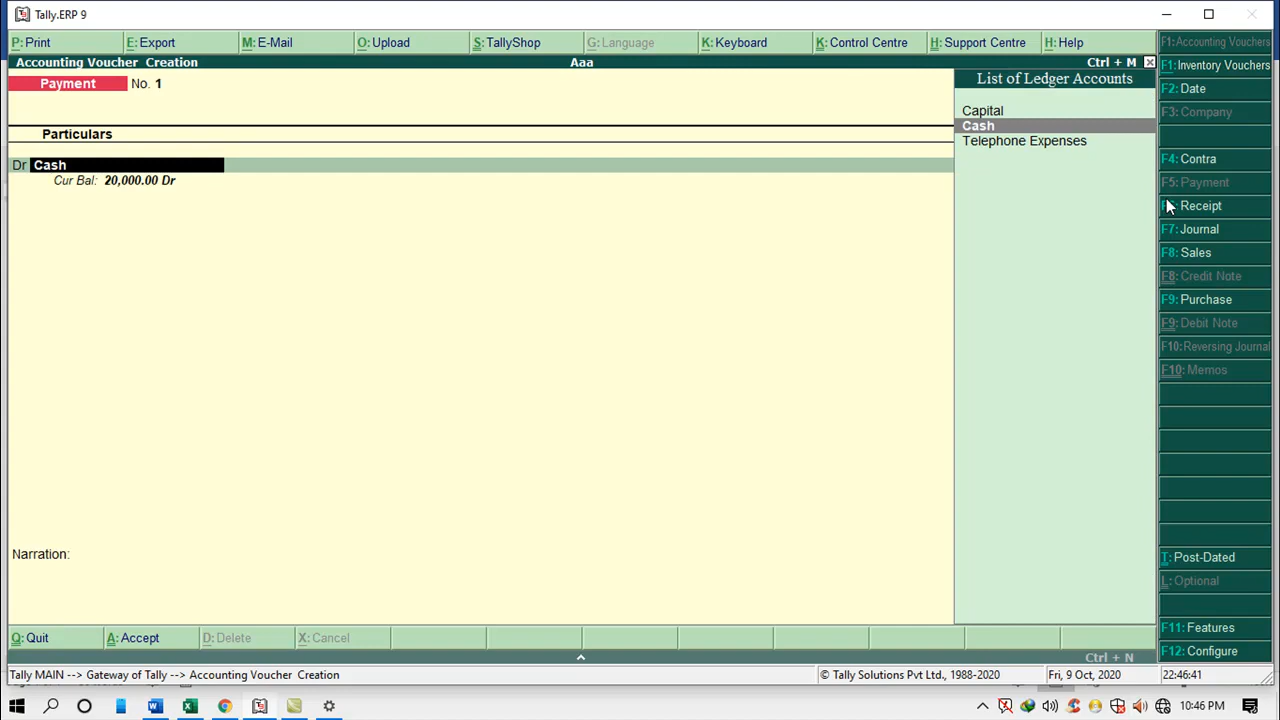 Tally.ERP 9
P: Print E: Export M: E-Mail O: Upload S: TallyShop G: Language K: Keyboard K: Control Centre H: Support Centre H: Help
Accounting Voucher Creation Aaa Ctrl + M
Payment No. 1
Particulars
Dr Cash
Cur Bal: 20,000.00 Dr
Narration:
List of Ledger Accounts
Capital
Cash
Telephone Expenses
F1: Accounting Vouchers
F1: Inventory Vouchers
F2: Date
F3: Company
F4: Contra
F5: Payment
Receipt
F7: Journal
F8: Sales
F8: Credit Note
F9: Purchase
F9: Debit Note
F10: Reversing Journal
F10: Memos
T: Post-Dated
L: Optional
F11: Features
F12: Configure
Q: Quit A: Accept D: Delete X: Cancel
Ctrl + N
Tally MAIN --> Gateway of Tally --> Accounting Voucher Creation © Tally Solutions Pvt Ltd., 1988-2020 Fri, 9 Oct, 2020 22:46:41
10:46 PM